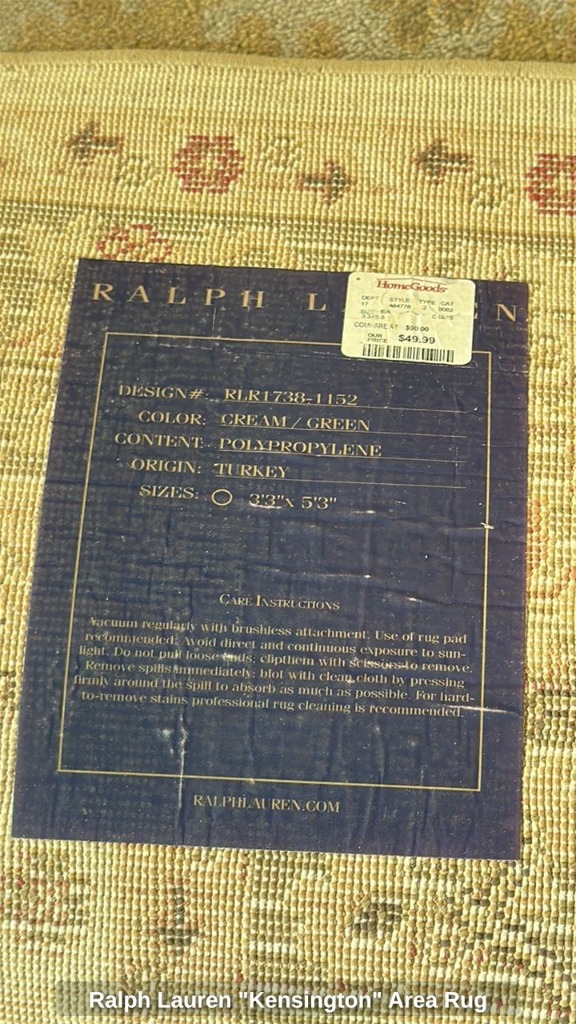 HomeGoods
DEPT STYLE TYPE CAT
17
COMPARE AT $90.00
OUR PRICE $49.99
RALPH L EN
DESIGN#: RLR1738-1152
COLOR: CREAM / GREEN
CONTENT: POLYPROPYLENE
ORIGIN: TURKEY
SIZES: 3'3"x 5'3"
CARE INSTRUCTIONS
Vacuum regularly with brushless attachment. Use of rug pad
recommended. Avoid direct and continuous exposure to sun-
light. Do not pull loose ends, clipthem with scissors to remove.
Remove spills immediately: blot with clean cloth by pressing
firmly around the spill to absorb as much as possible. For hard-
to-remove stains professional rug cleaning is recommended.
RALPHLAUREN.COM
Ralph Lauren "Kensington" Area Rug